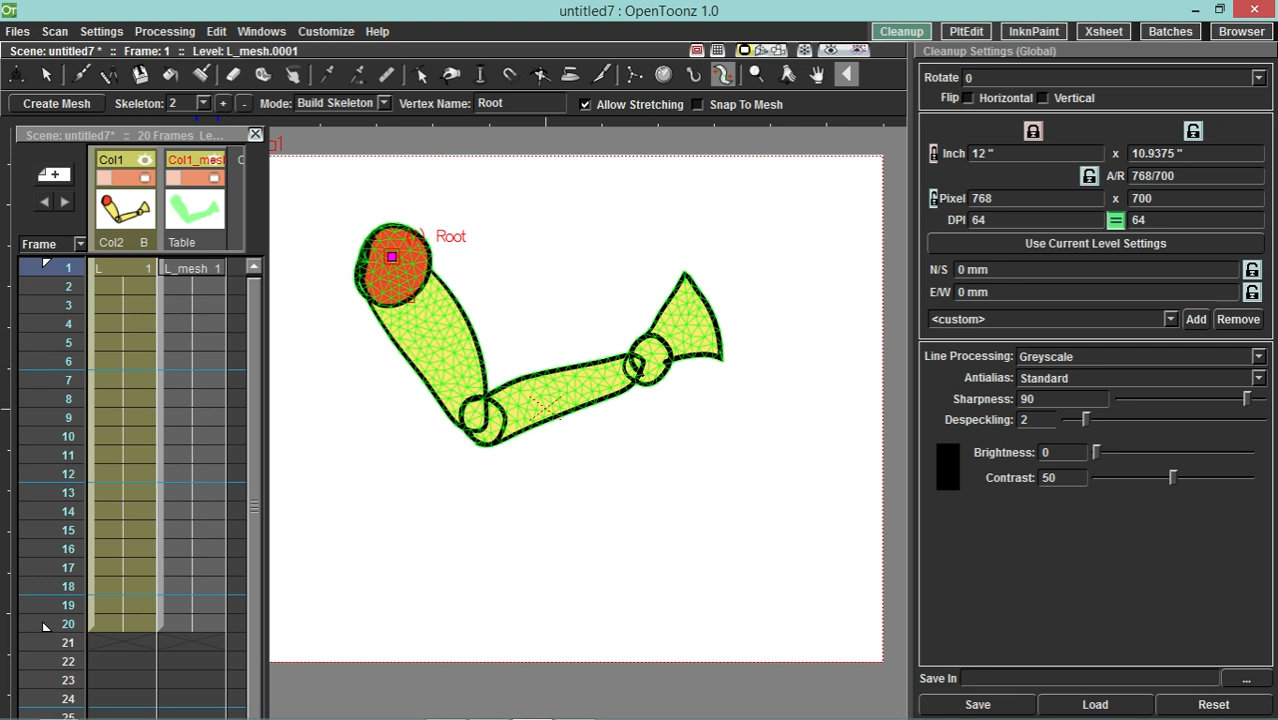 untitled7 : OpenToonz 1.0
Files Scan Settings Processing Edit Windows Customize Help
Cleanup PltEdit InknPaint Xsheet Batches Browser
Scene: untitled7 * :: Frame: 1 :: Level: L_mesh.0001
Cleanup Settings (Global)
Create Mesh Skeleton: 2 + - Mode: Build Skeleton Vertex Name: Root Allow Stretching Snap To Mesh
Scene: untitled7* :: 20 Frames Le...
Col1 Col1_mesh
Col2 B Table
Frame
1 L 1 L_mesh 1
2
3
4
5
6
7
8
9
10
11
12
13
14
15
16
17
18
19
20
21
22
23
24
25
Root
Rotate 0
Flip Horizontal Vertical
Inch 12 " x 10.9375 "
A/R 768/700
Pixel 768 x 700
DPI 64 64
Use Current Level Settings
N/S 0 mm
E/W 0 mm
<custom> Add Remove
Line Processing: Greyscale
Antialias: Standard
Sharpness: 90
Despeckling: 2
Brightness: 0
Contrast: 50
Save In ...
Save Load Reset